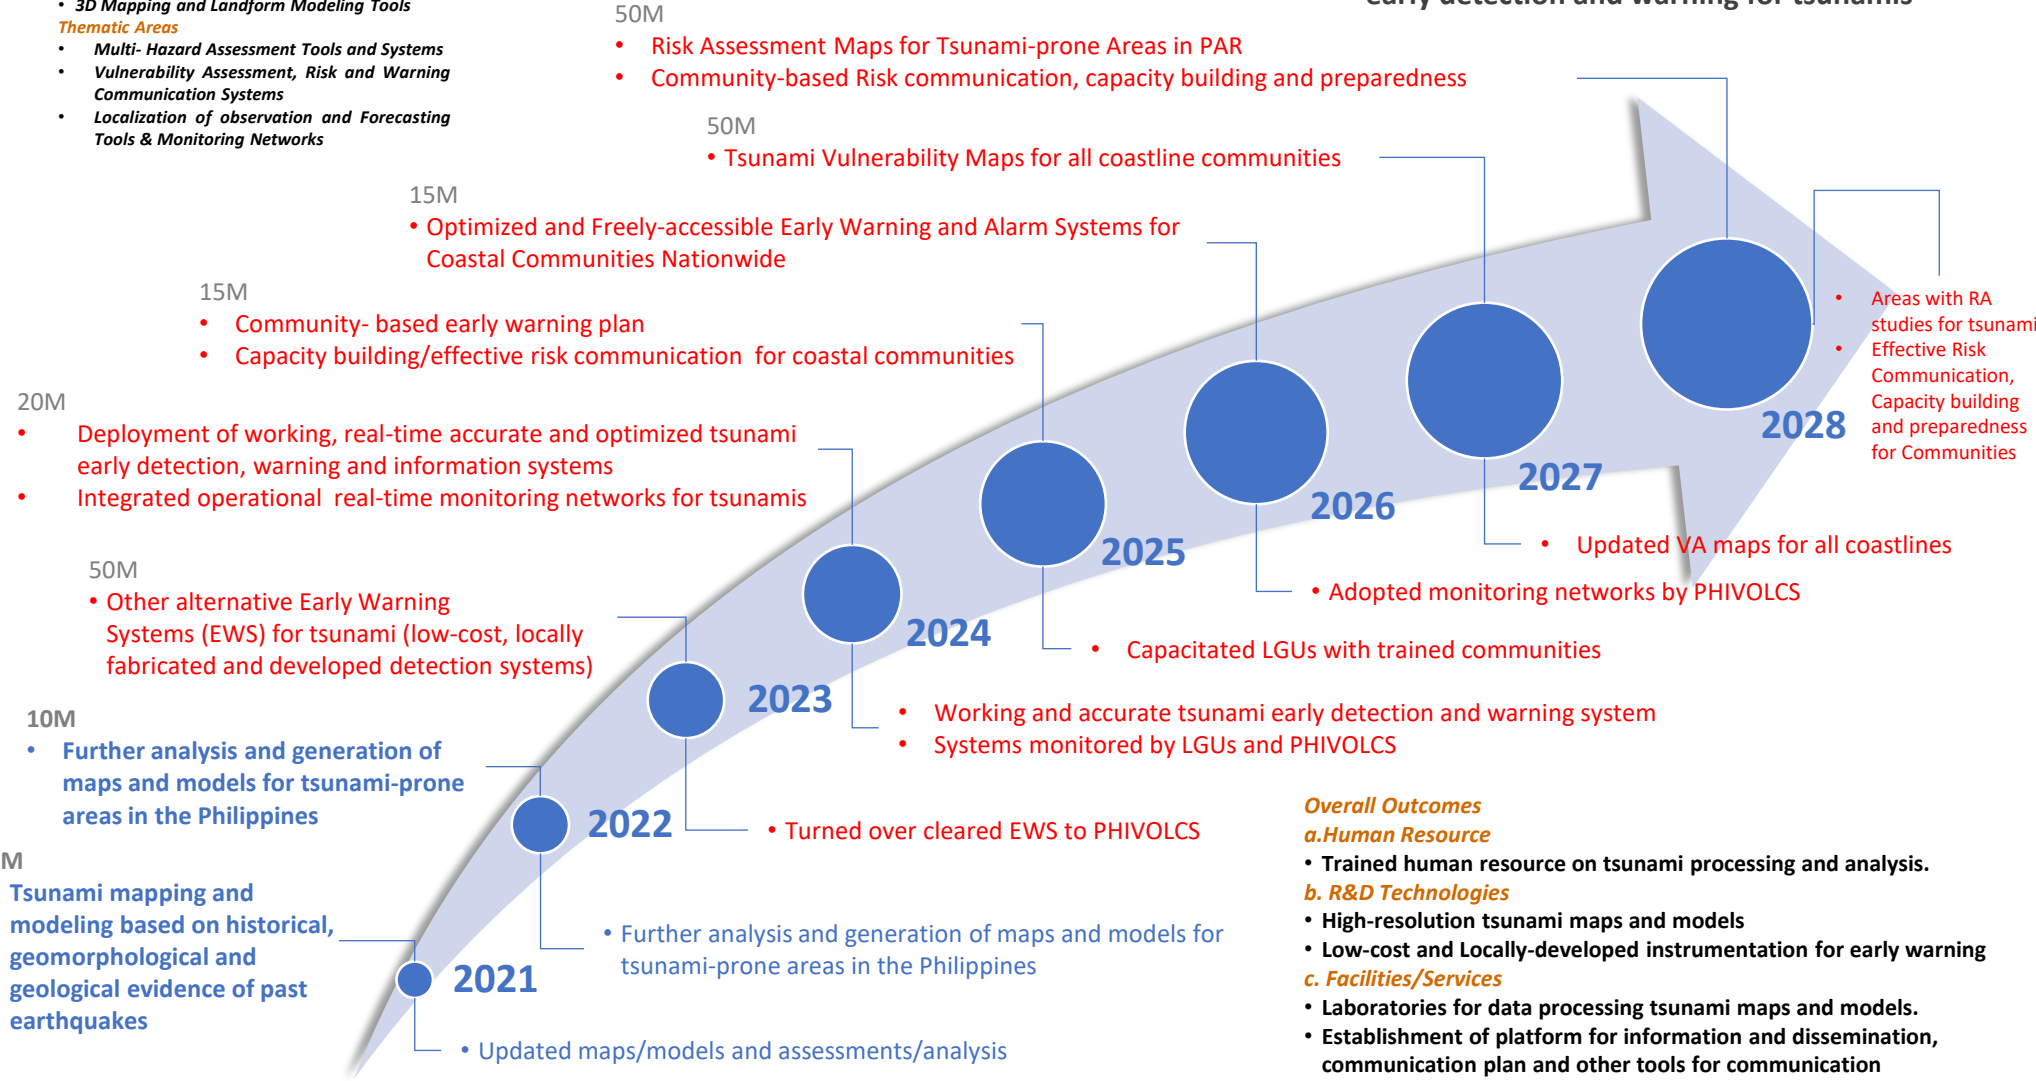 • 3D Mapping and Landform Modeling Tools
Thematic Areas
• Multi- Hazard Assessment Tools and Systems
• Vulnerability Assessment, Risk and Warning
Communication Systems
• Localization of observation and Forecasting
Tools & Monitoring Networks
early detection and warning for tsunamis
50M
• Risk Assessment Maps for Tsunami-prone Areas in PAR
• Community-based Risk communication, capacity building and preparedness
50M
• Tsunami Vulnerability Maps for all coastline communities
15M
• Optimized and Freely-accessible Early Warning and Alarm Systems for
Coastal Communities Nationwide
15M
• Community- based early warning plan
• Capacity building/effective risk communication for coastal communities
20M
• Deployment of working, real-time accurate and optimized tsunami
early detection, warning and information systems
• Integrated operational real-time monitoring networks for tsunamis
50M
• Other alternative Early Warning
Systems (EWS) for tsunami (low-cost, locally
fabricated and developed detection systems)
10M
• Further analysis and generation of
maps and models for tsunami-prone
areas in the Philippines
M
Tsunami mapping and
modeling based on historical,
geomorphological and
geological evidence of past
earthquakes
2021
2022
2023
2024
2025
2026
2027
2028
• Areas with RA
studies for tsunami
• Effective Risk
Communication,
Capacity building
and preparedness
for Communities
• Updated VA maps for all coastlines
• Adopted monitoring networks by PHIVOLCS
• Capacitated LGUs with trained communities
• Working and accurate tsunami early detection and warning system
• Systems monitored by LGUs and PHIVOLCS
• Turned over cleared EWS to PHIVOLCS
• Further analysis and generation of maps and models for
tsunami-prone areas in the Philippines
• Updated maps/models and assessments/analysis
Overall Outcomes
a.Human Resource
• Trained human resource on tsunami processing and analysis.
b. R&D Technologies
• High-resolution tsunami maps and models
• Low-cost and Locally-developed instrumentation for early warning
c. Facilities/Services
• Laboratories for data processing tsunami maps and models.
• Establishment of platform for information and dissemination,
communication plan and other tools for communication